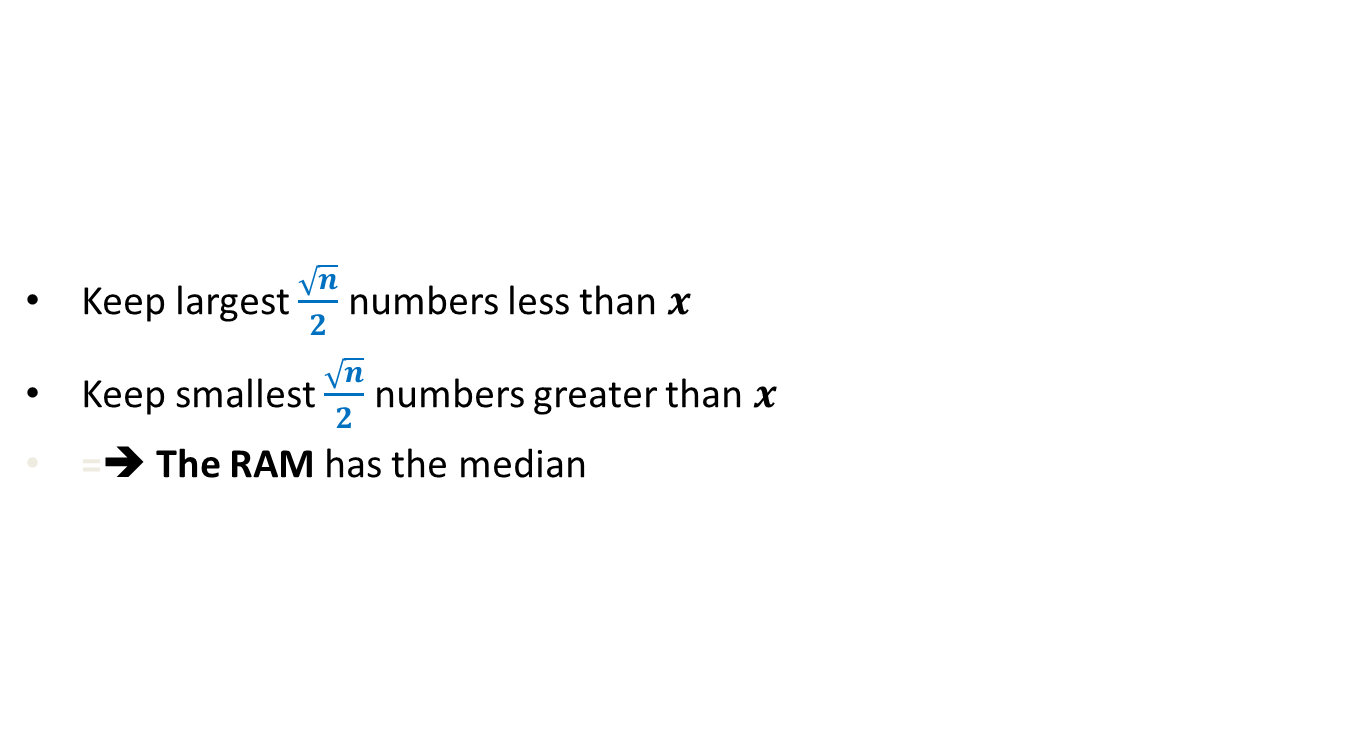 • Keep largest √n/2 numbers less than x
• Keep smallest √n/2 numbers greater than x
• =➔ The RAM has the median